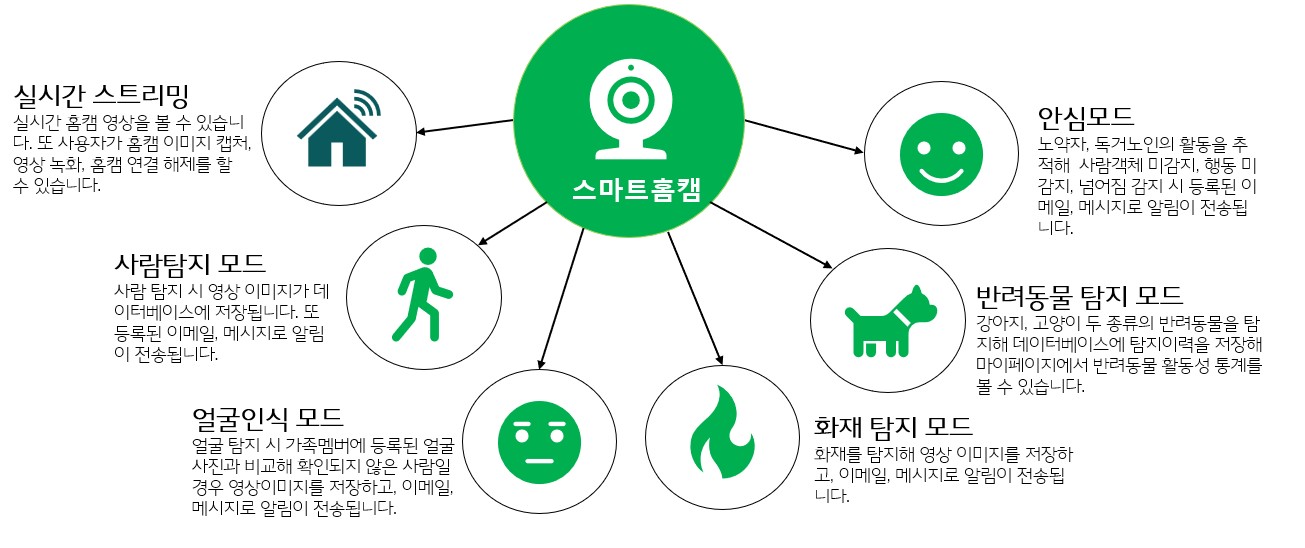 스마트홈캠
실시간 스트리밍
실시간 홈캠 영상을 볼 수 있습니
다. 또 사용자가 홈캠 이미지 캡처,
영상 녹화, 홈캠 연결 해제를 할
수 있습니다.
사람탐지 모드
사람 탐지 시 영상 이미지가 데
이터베이스에 저장됩니다. 또
등록된 이메일, 메시지로 알림
이 전송됩니다.
얼굴인식 모드
얼굴 탐지 시 가족멤버에 등록된 얼굴
사진과 비교해 확인되지 않은 사람일
경우 영상이미지를 저장하고, 이메일,
메시지로 알림이 전송됩니다.
화재 탐지 모드
화재를 탐지해 영상 이미지를 저장하
고, 이메일, 메시지로 알림이 전송됩
니다.
반려동물 탐지 모드
강아지, 고양이 두 종류의 반려동물을 탐
지해 데이터베이스에 탐지이력을 저장해
마이페이지에서 반려동물 활동성 통계를
볼 수 있습니다.
안심모드
노약자, 독거노인의 활동을 추
적해 사람객체 미감지, 행동 미
감지, 넘어짐 감지 시 등록된 이
메일, 메시지로 알림이 전송됩
니다.